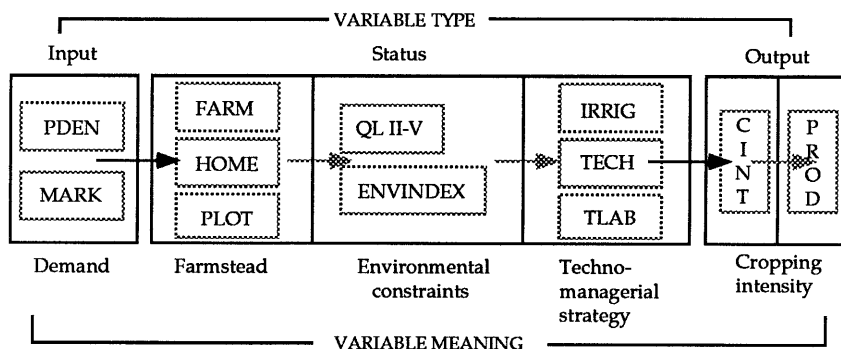 VARIABLE TYPE
Input
Status
Output
PDEN
MARK
FARM
HOME
PLOT
QL II-V
ENVINDEX
IRRIG
TECH
TLAB
C
I
N
T
P
R
O
D
Demand
Farmstead
Environmental
constraints
Techno-
managerial
strategy
Cropping
intensity
VARIABLE MEANING